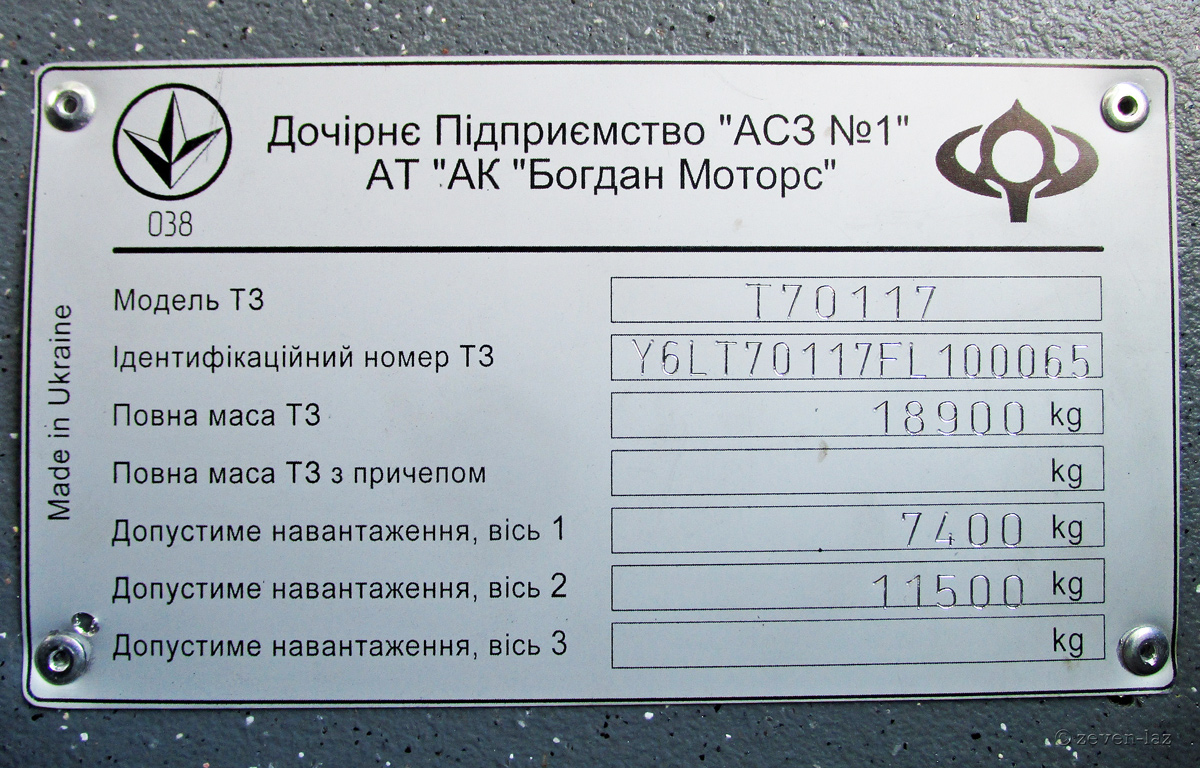 Дочірнє Підприємство "АСЗ №1"
АТ "АК "Богдан Моторс"
038
Made in Ukraine
Модель ТЗ T70117
Ідентифікаційний номер ТЗ Y6LT70117FL100065
Повна маса ТЗ 18900 kg
Повна маса ТЗ з причепом kg
Допустиме навантаження, вісь 1 7400 kg
Допустиме навантаження, вісь 2 11500 kg
Допустиме навантаження, вісь 3 kg
© zeven-laz